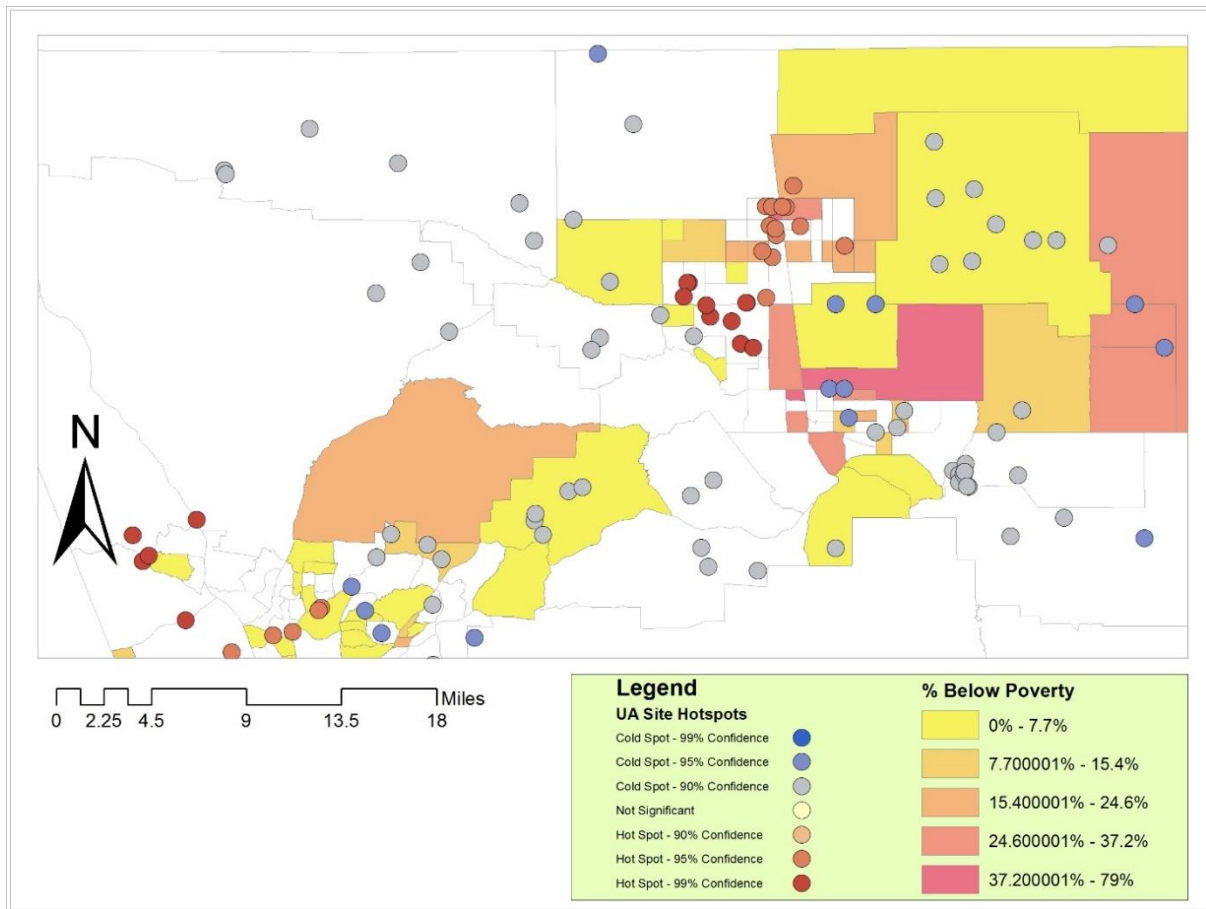 N
Miles
0 2.25 4.5 9 13.5 18
Legend
UA Site Hotspots
Cold Spot - 99% Confidence
Cold Spot - 95% Confidence
Cold Spot - 90% Confidence
Not Significant
Hot Spot - 90% Confidence
Hot Spot - 95% Confidence
Hot Spot - 99% Confidence
% Below Poverty
0% - 7.7%
7.700001% - 15.4%
15.400001% - 24.6%
24.600001% - 37.2%
37.200001% - 79%